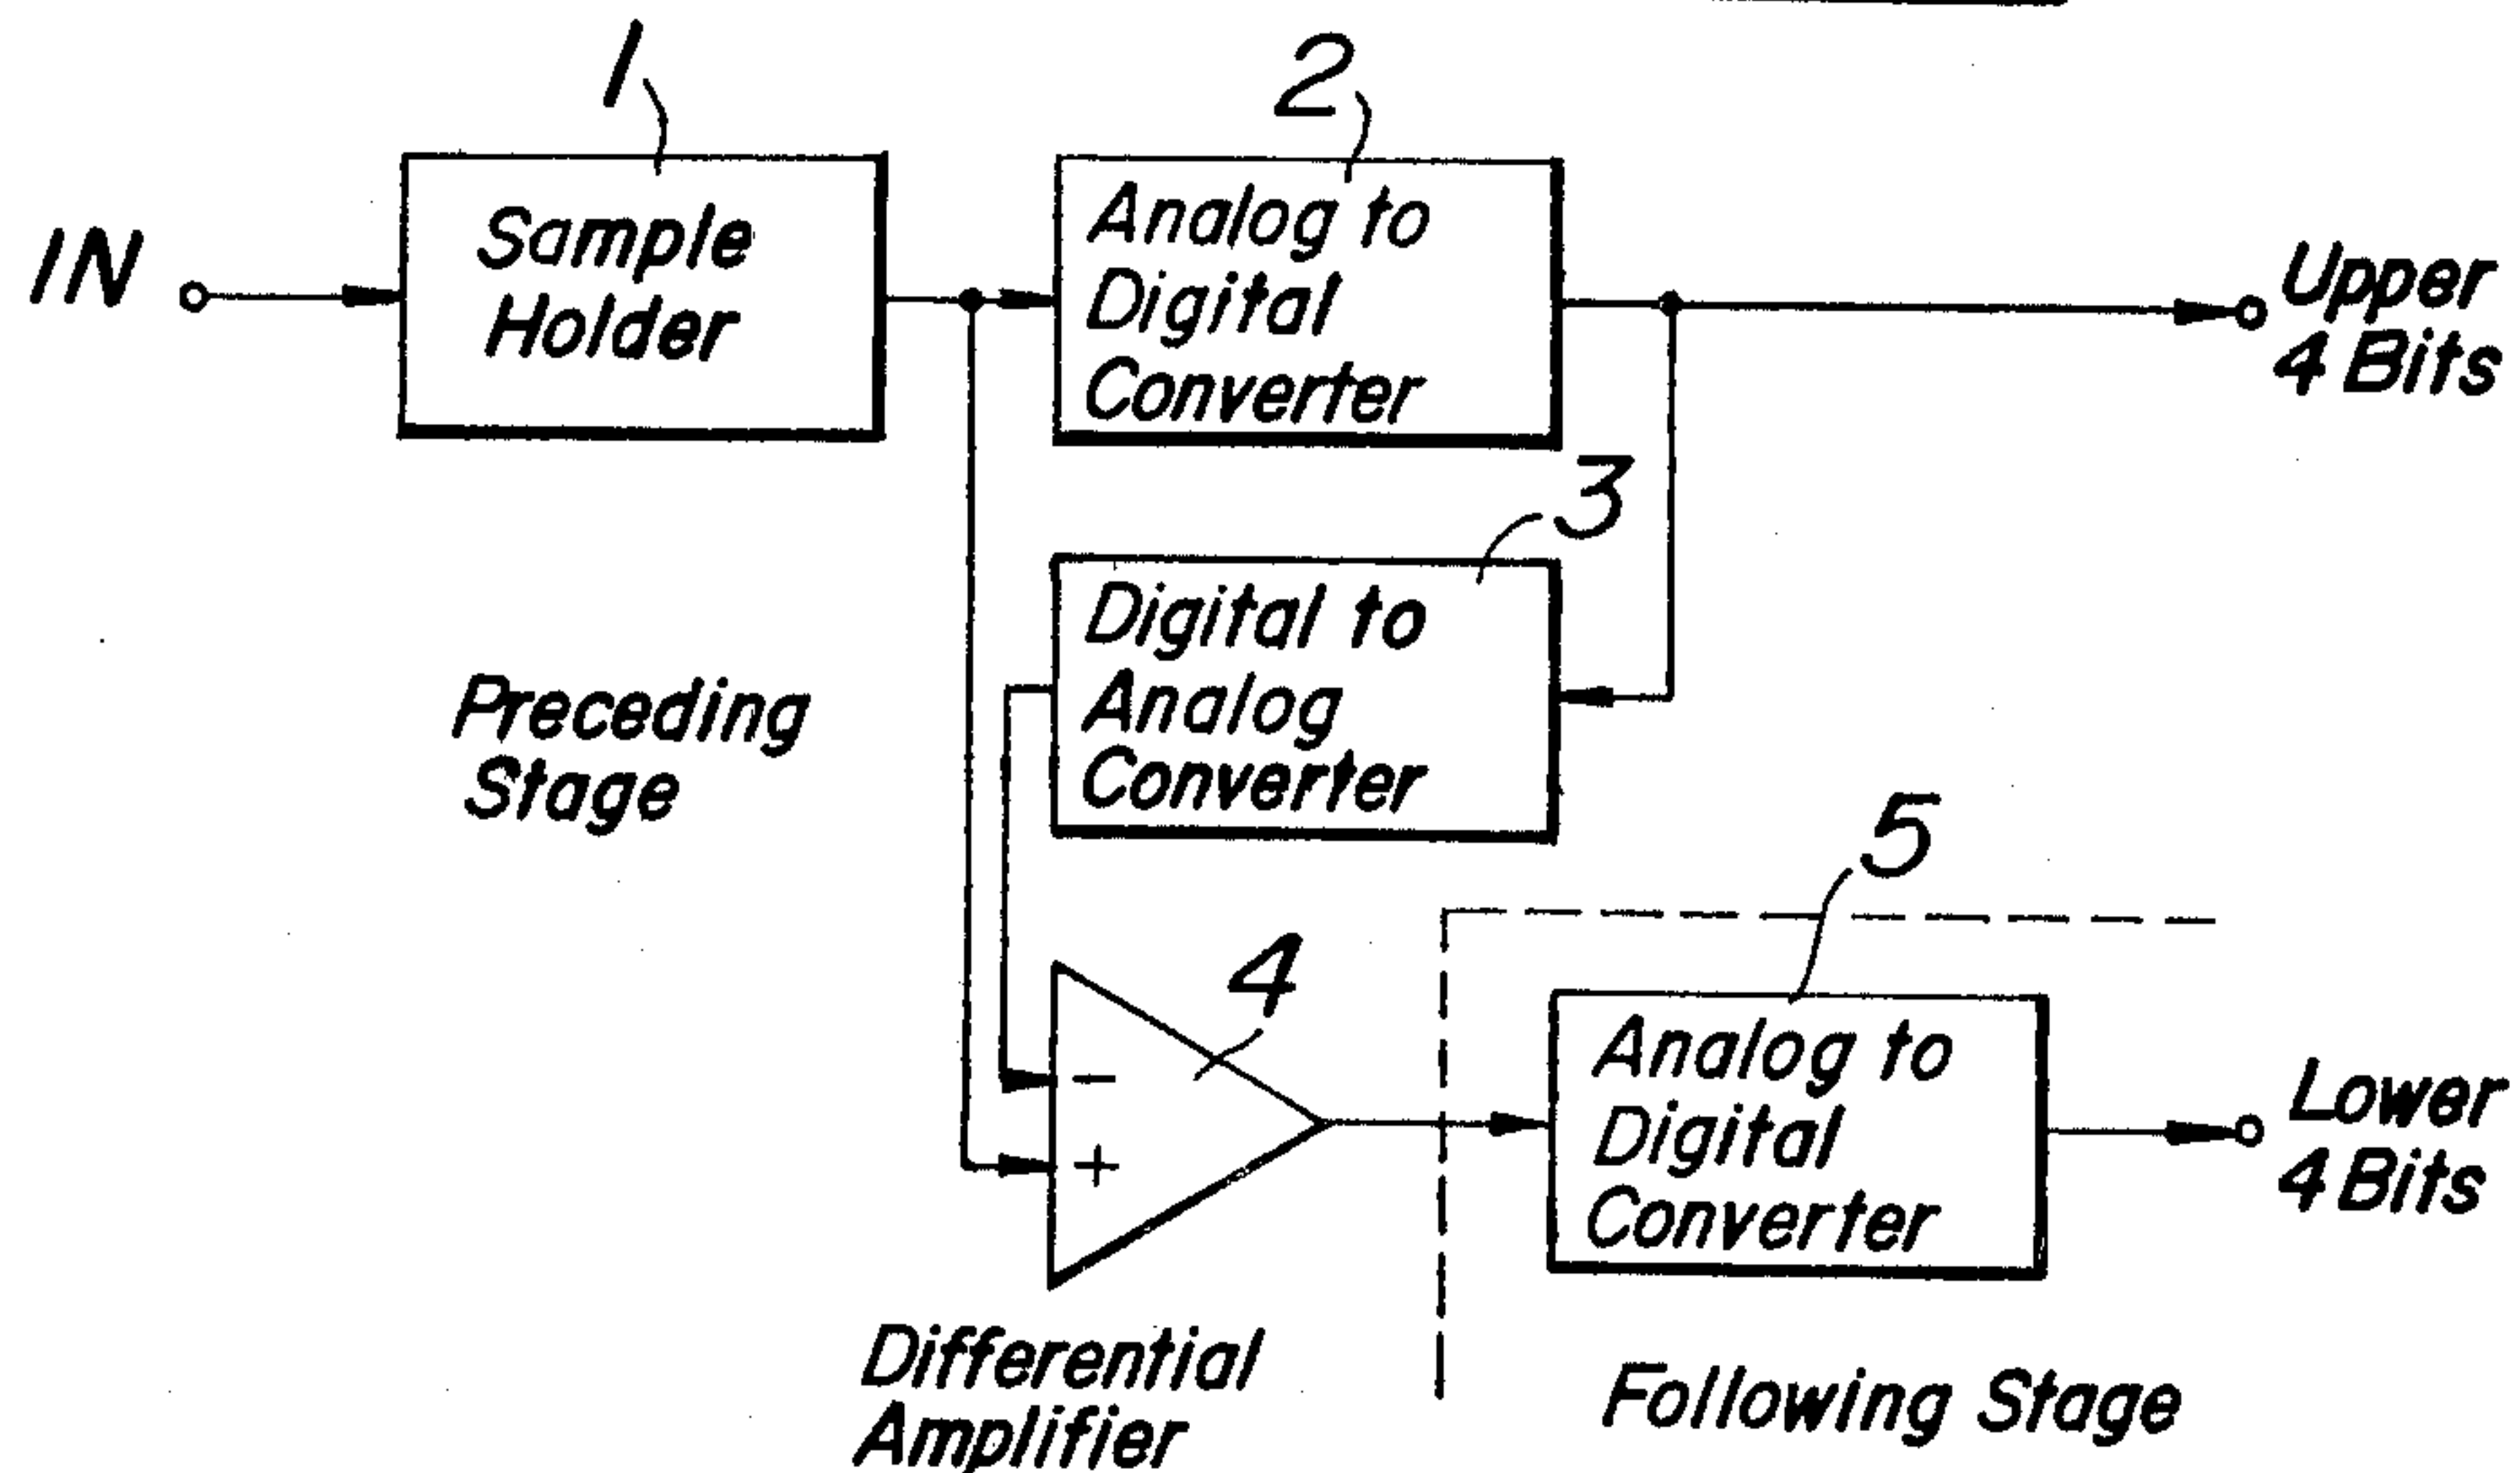 1
2
IN
Sample
Holder
Analog to
Digital
Converter
Upper
4 Bits
3
Digital to
Analog
Converter
Preceding
Stage
5
4
−
+
Analog to
Digital
Converter
Lower
4 Bits
Differential
Amplifier
Following Stage